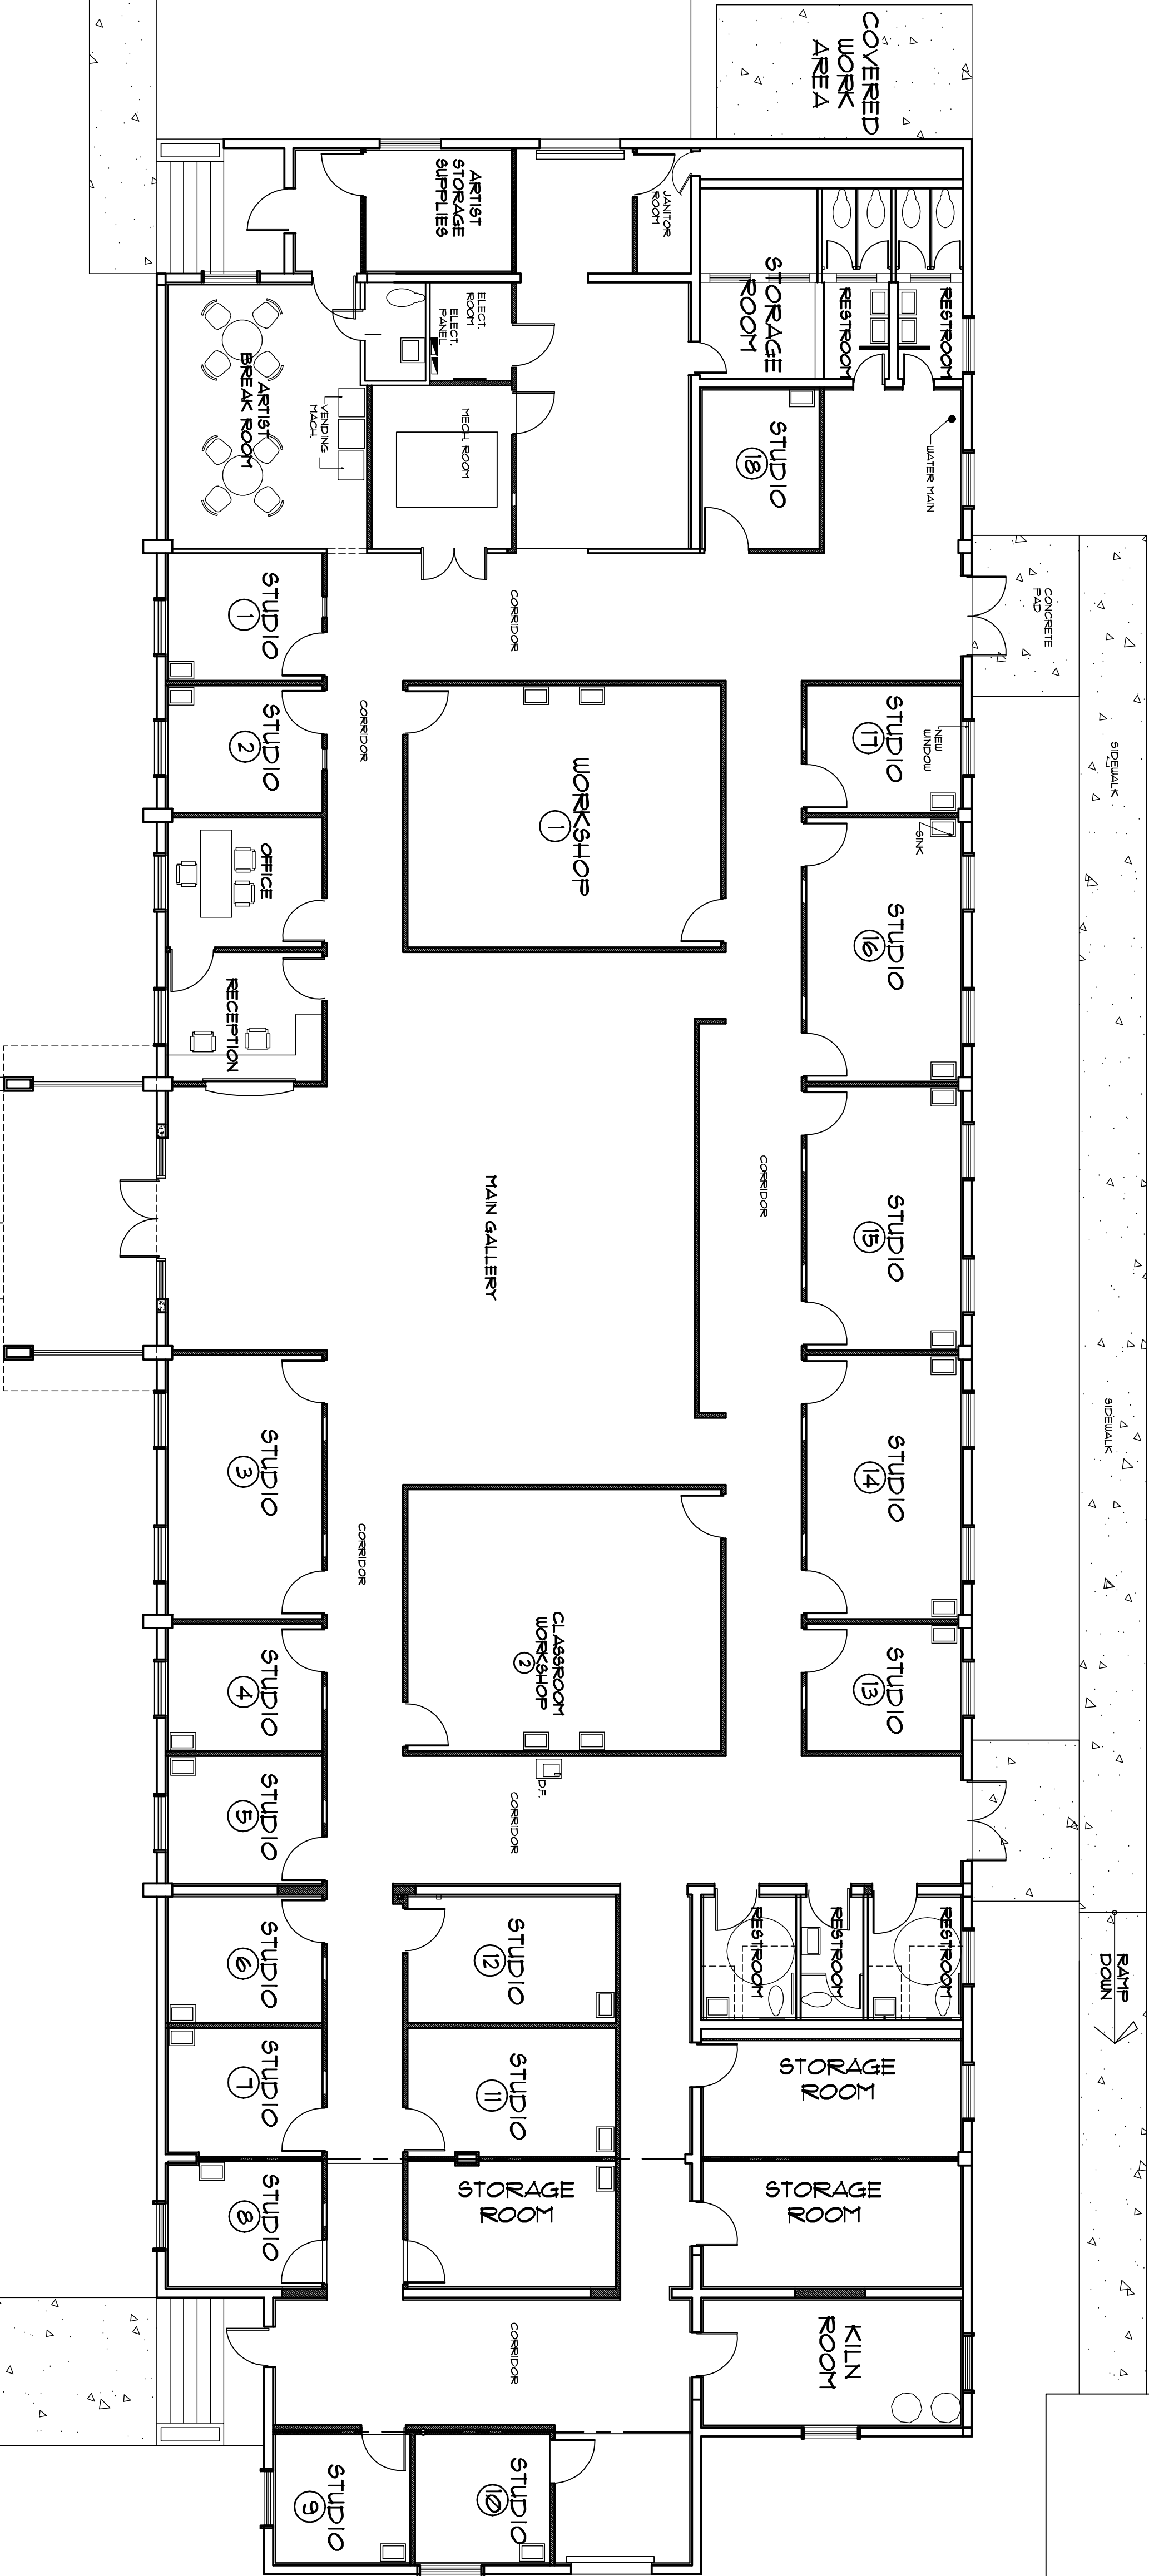 COVERED
WORK
AREA
ARTIST
STORAGE
SUPPLIES
JANITOR
ROOM
STORAGE
ROOM
RESTROOM
RESTROOM
ELECT.
ROOM
ELECT.
PANEL
ARTIST
BREAK ROOM
VENDING
MACH.
MECH. ROOM
STUDIO
18
WATER MAIN
STUDIO
1
CORRIDOR
CONCRETE
PAD
STUDIO
2
CORRIDOR
WORKSHOP
1
STUDIO
17
NEW
WINDOW
SIDEWALK
OFFICE
SINK
STUDIO
16
RECEPTION
MAIN GALLERY
CORRIDOR
STUDIO
15
STUDIO
3
CORRIDOR
STUDIO
14
SIDEWALK
STUDIO
4
CLASSROOM
WORKSHOP
2
STUDIO
13
STUDIO
5
D.F.
CORRIDOR
STUDIO
6
STUDIO
12
RESTROOM
RESTROOM
RESTROOM
RAMP
DOWN
STUDIO
7
STUDIO
11
STORAGE
ROOM
STUDIO
8
STORAGE
ROOM
STORAGE
ROOM
CORRIDOR
KILN
ROOM
STUDIO
9
STUDIO
10